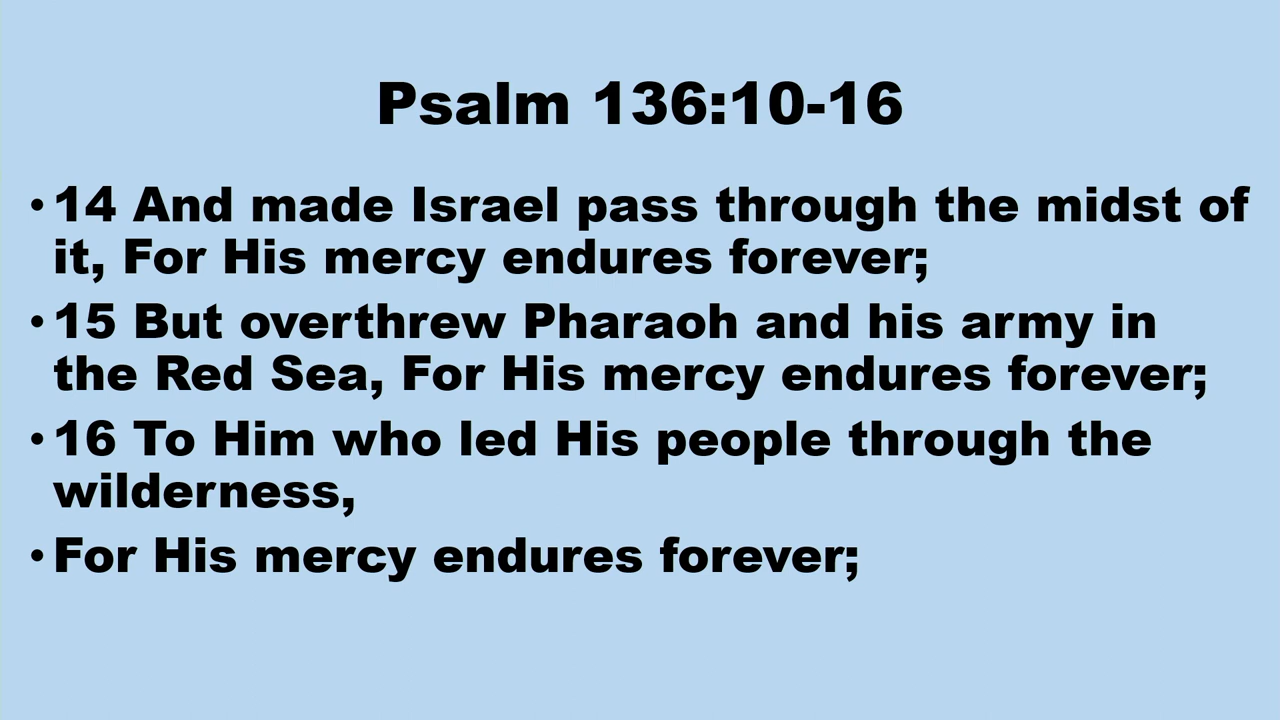 Psalm 136:10-16
• 14 And made Israel pass through the midst of
it, For His mercy endures forever;
• 15 But overthrew Pharaoh and his army in
the Red Sea, For His mercy endures forever;
• 16 To Him who led His people through the
wilderness,
• For His mercy endures forever;